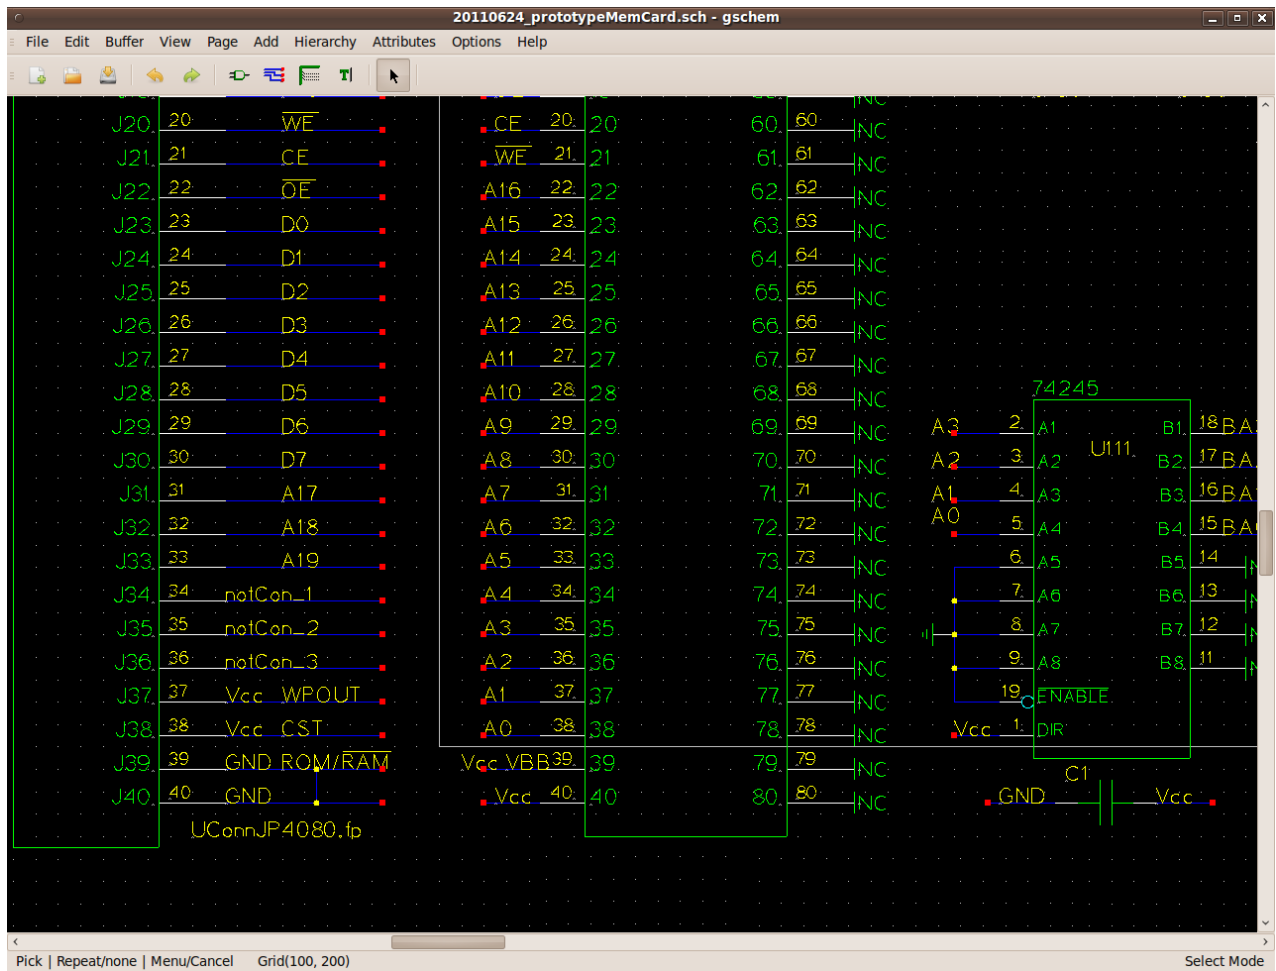 20110624_prototypeMemCard.sch - gschem
File Edit Buffer View Page Add Hierarchy Attributes Options Help
J20 20 WE CE 20 20 60 60 NC
J21 21 CE WE 21 21 61 61 NC
J22 22 OE A16 22 22 62 62 NC
J23 23 D0 A15 23 23 63 63 NC
J24 24 D1 A14 24 24 64 64 NC
J25 25 D2 A13 25 25 65 65 NC
J26 26 D3 A12 26 26 66 66 NC
J27 27 D4 A11 27 27 67 67 NC
J28 28 D5 A10 28 28 68 68 NC
74245
J29 29 D6 A9 29 29 69 69 NC A3 2 A1 U111 B1 18 BA
J30 30 D7 A8 30 30 70 70 NC A2 3 A2 B2 17 BA
J31 31 A17 A7 31 31 71 71 NC A1 4 A3 B3 16 BA
J32 32 A18 A6 32 32 72 72 NC A0 5 A4 B4 15 BA
J33 33 A19 A5 33 33 73 73 NC 6 A5 B5 14
J34 34 notCon_1 A4 34 34 74 74 NC 7 A6 B6 13
J35 35 notCon_2 A3 35 35 75 75 NC 8 A7 B7 12
J36 36 notCon_3 A2 36 36 76 76 NC 9 A8 B8 11
J37 37 Vcc WPOUT A1 37 37 77 77 NC 19 ENABLE
J38 38 Vcc CST A0 38 38 78 78 NC Vcc 1 DIR
J39 39 GND ROM/RAM Vcc VBB 39 39 79 79 NC C1
J40 40 GND Vcc 40 40 80 80 NC GND Vcc
UConnJP4080.fp
Pick | Repeat/none | Menu/Cancel Grid(100, 200) Select Mode